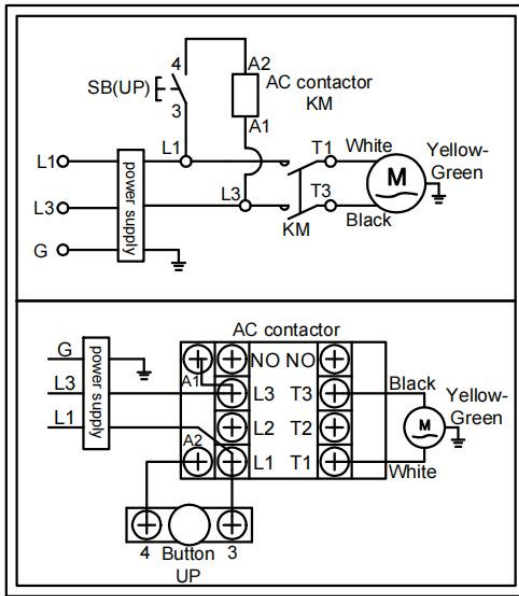 4
A2
SB(UP)
AC contactor
KM
3
A1
L1
T1
White
Yellow-
Green
L1
power supply
M
L3
T3
L3
KM
Black
G
AC contactor
G
power supply
NO
NO
A1
L3
L3
T3
Black
Yellow-
Green
L1
L2
T2
M
A2
L1
T1
White
4
Button
3
UP